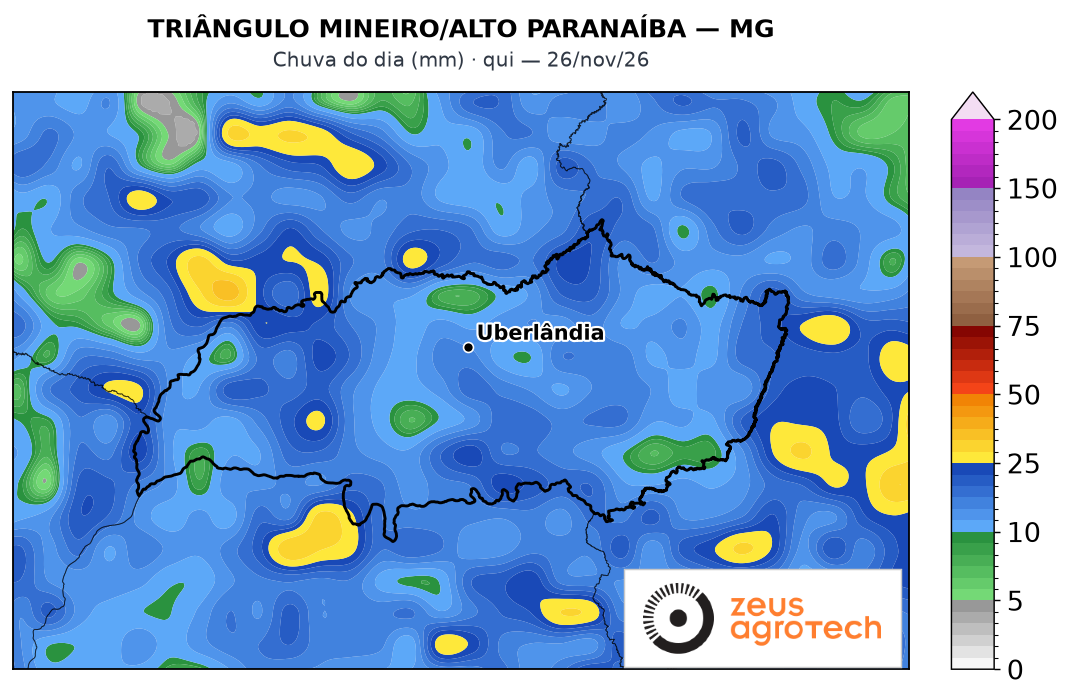 TRIÂNGULO MINEIRO/ALTO PARANAÍBA — MG
Chuva do dia (mm) · qui — 26/nov/26
200
150
100
75
50
25
10
5
0
Uberlândia
zeus
agrotech